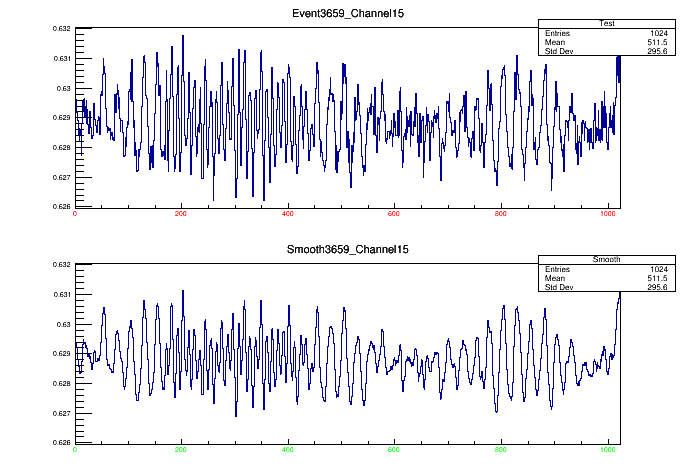 Event3659_Channel15
Test
Entries 1024
Mean 511.5
Std Dev 295.6
0.632
0.631
0.63
0.629
0.628
0.627
0.626
0 200 400 600 800 1000
Smooth3659_Channel15
Smooth
Entries 1024
Mean 511.5
Std Dev 295.6
0.632
0.631
0.63
0.629
0.628
0.627
0.626
0 200 400 600 800 1000